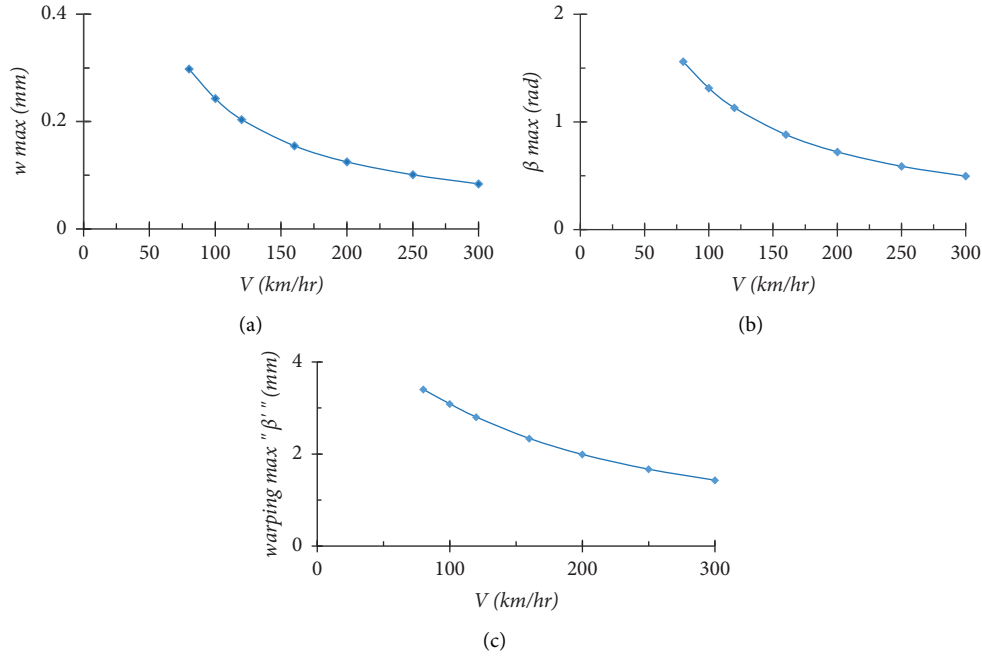 0.4
0.2
0
w max (mm)
0 50 100 150 200 250 300
V (km/hr)
(a)
2
1
0
β max (rad)
0 50 100 150 200 250 300
V (km/hr)
(b)
4
2
0
warping max " β' " (mm)
0 100 200 300
V (km/hr)
(c)